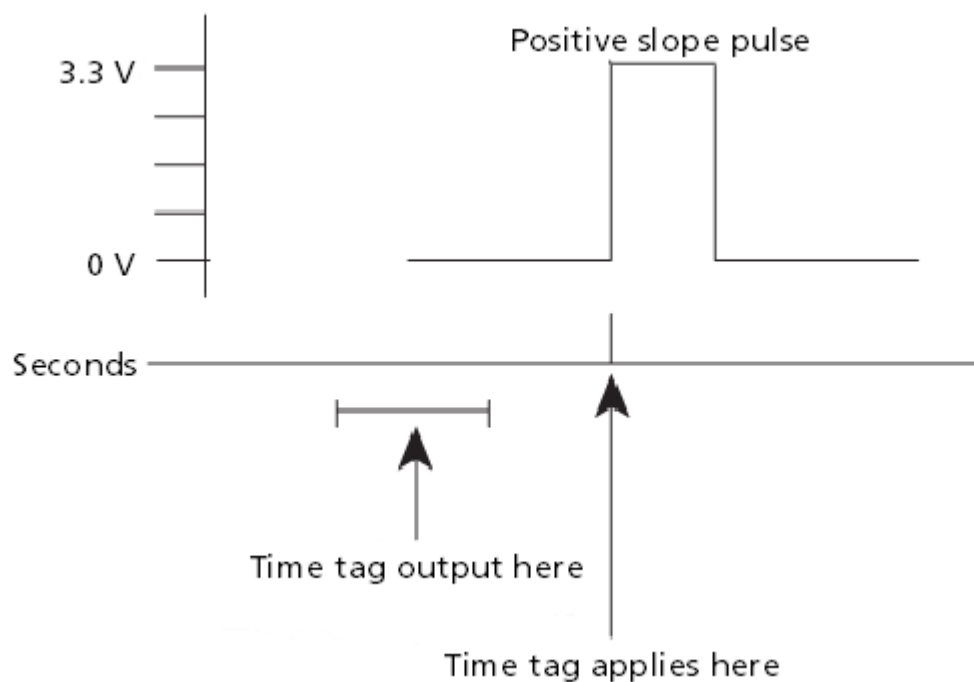 Positive slope pulse
3.3 V
0 V
Seconds
Time tag output here
Time tag applies here